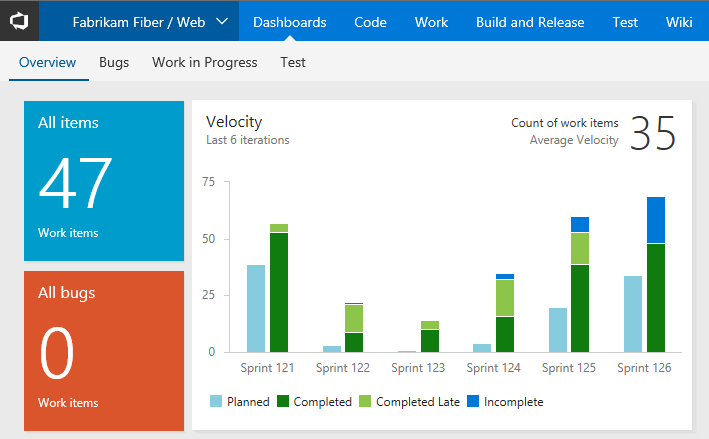 Fabrikam Fiber / Web Dashboards Code Work Build and Release Test Wiki
Overview Bugs Work in Progress Test
All items
47
Work items
All bugs
0
Work items
Velocity
Last 6 iterations
Count of work items
Average Velocity
35
75
50
25
0
Sprint 121 Sprint 122 Sprint 123 Sprint 124 Sprint 125 Sprint 126
Planned Completed Completed Late Incomplete